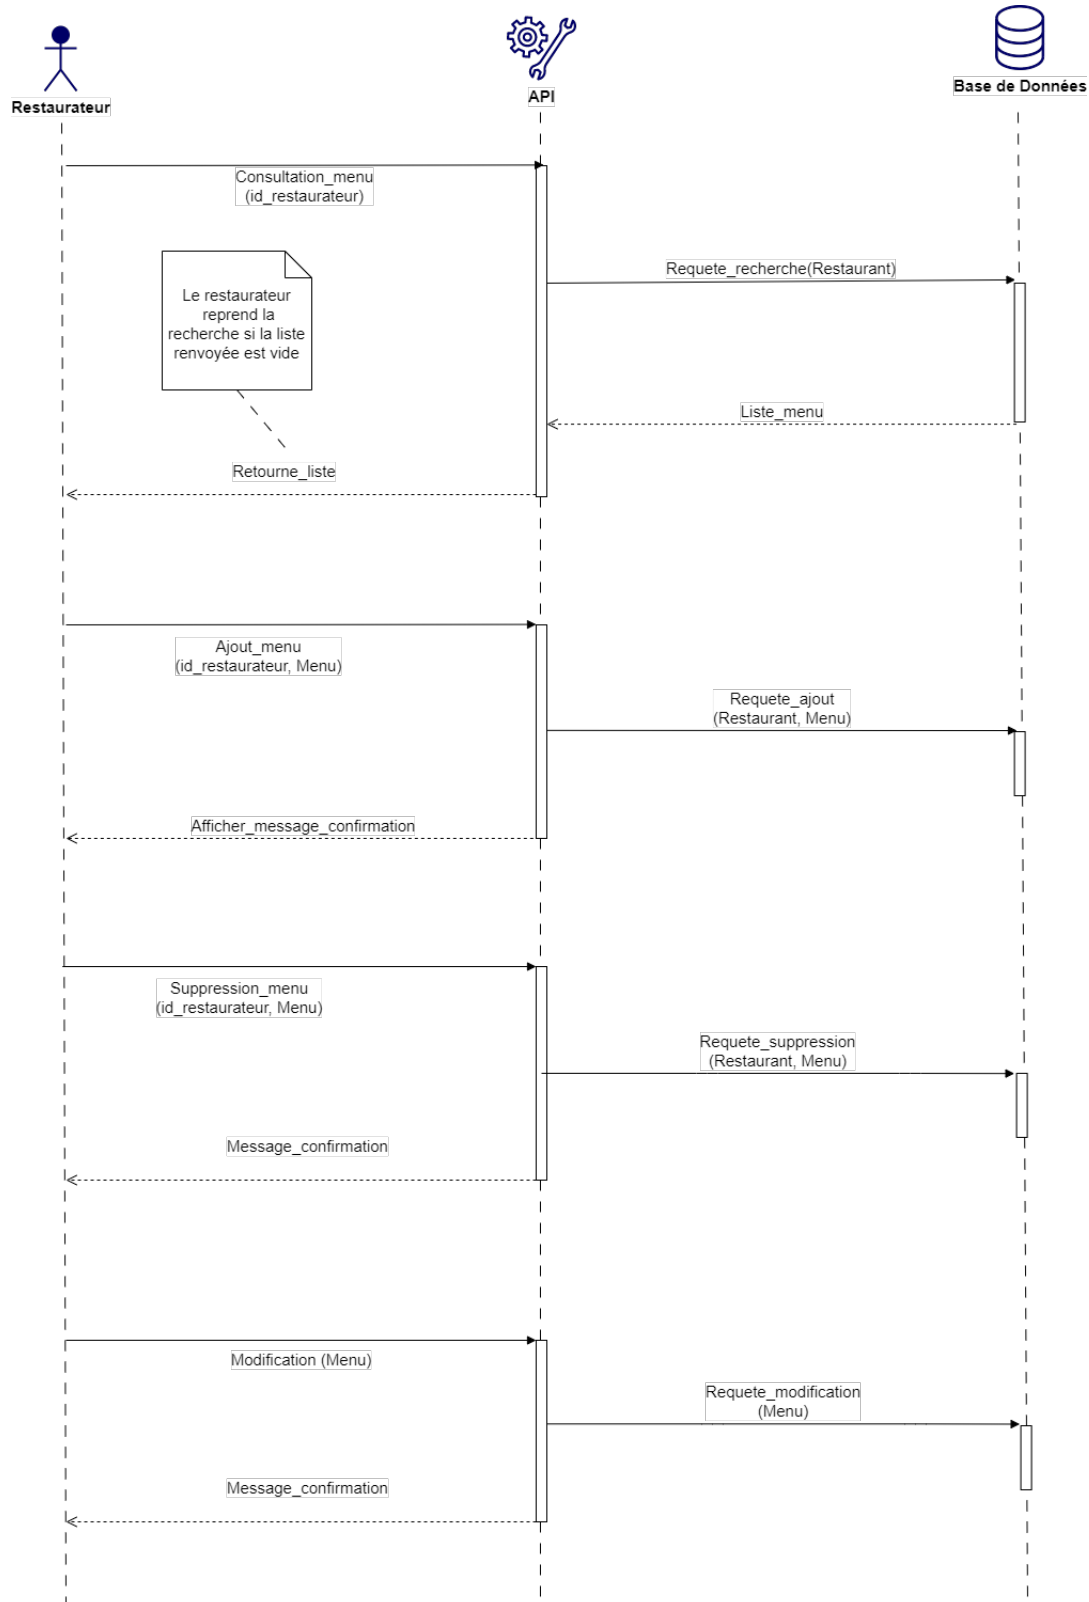 Restaurateur
API
Base de Données
Consultation_menu
(id_restaurateur)
Requete_recherche(Restaurant)
Le restaurateur
reprend la
recherche si la liste
renvoyée est vide
Liste_menu
Retourne_liste
Ajout_menu
(id_restaurateur, Menu)
Requete_ajout
(Restaurant, Menu)
Afficher_message_confirmation
Suppression_menu
(id_restaurateur, Menu)
Requete_suppression
(Restaurant, Menu)
Message_confirmation
Modification (Menu)
Requete_modification
(Menu)
Message_confirmation